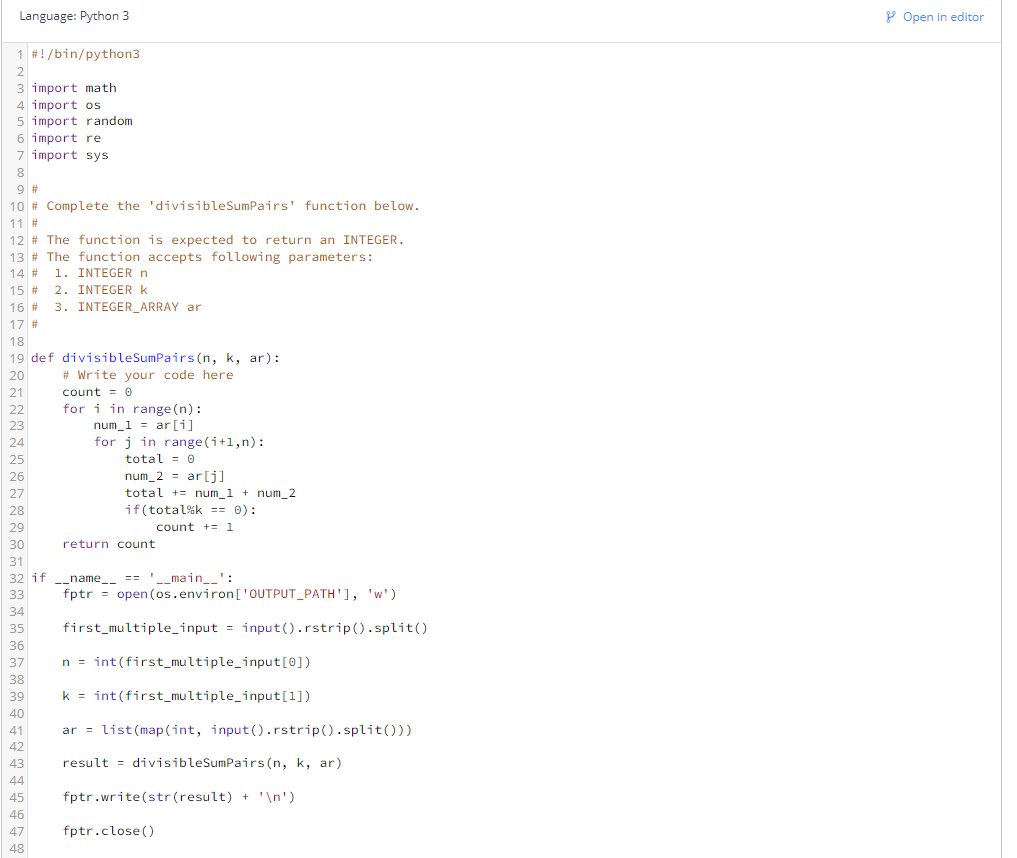 Language: Python 3
Open in editor
1 #!/bin/python3
2
3 import math
4 import os
5 import random
6 import re
7 import sys
8
9 #
10 # Complete the 'divisibleSumPairs' function below.
11 #
12 # The function is expected to return an INTEGER.
13 # The function accepts following parameters:
14 #  1. INTEGER n
15 #  2. INTEGER k
16 #  3. INTEGER_ARRAY ar
17 #
18
19 def divisibleSumPairs(n, k, ar):
20     # Write your code here
21     count = 0
22     for i in range(n):
23         num_1 = ar[i]
24         for j in range(i+1,n):
25             total = 0
26             num_2 = ar[j]
27             total += num_1 + num_2
28             if(total%k == 0):
29                 count += 1
30     return count
31
32 if __name__ == '__main__':
33     fptr = open(os.environ['OUTPUT_PATH'], 'w')
34
35     first_multiple_input = input().rstrip().split()
36
37     n = int(first_multiple_input[0])
38
39     k = int(first_multiple_input[1])
40
41     ar = list(map(int, input().rstrip().split()))
42
43     result = divisibleSumPairs(n, k, ar)
44
45     fptr.write(str(result) + '\n')
46
47     fptr.close()
48